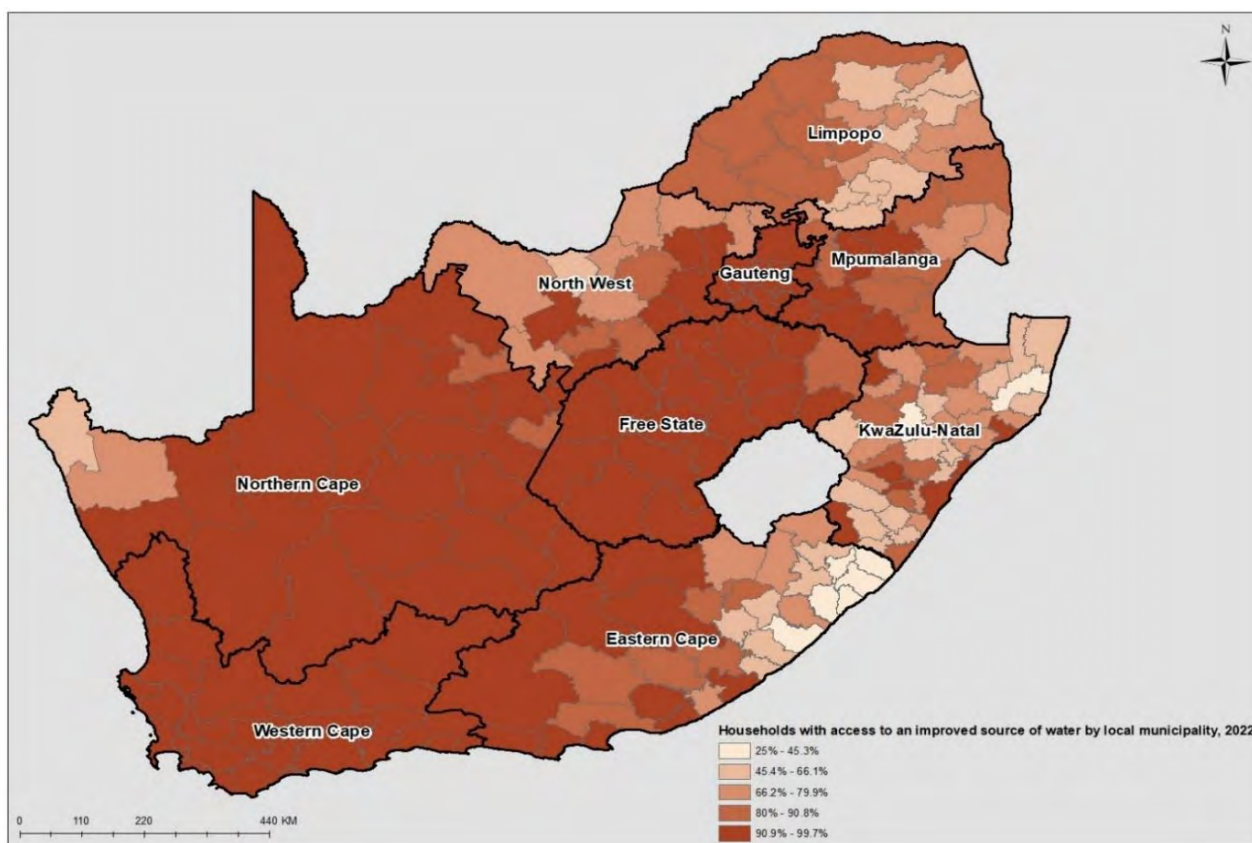 N
Limpopo
Mpumalanga
Gauteng
North West
Free State
KwaZulu-Natal
Northern Cape
Eastern Cape
Western Cape
Households with access to an improved source of water by local municipality, 2022
25% - 45.3%
45.4% - 66.1%
66.2% - 79.9%
80% - 90.8%
90.9% - 99.7%
0 110 220 440 KM